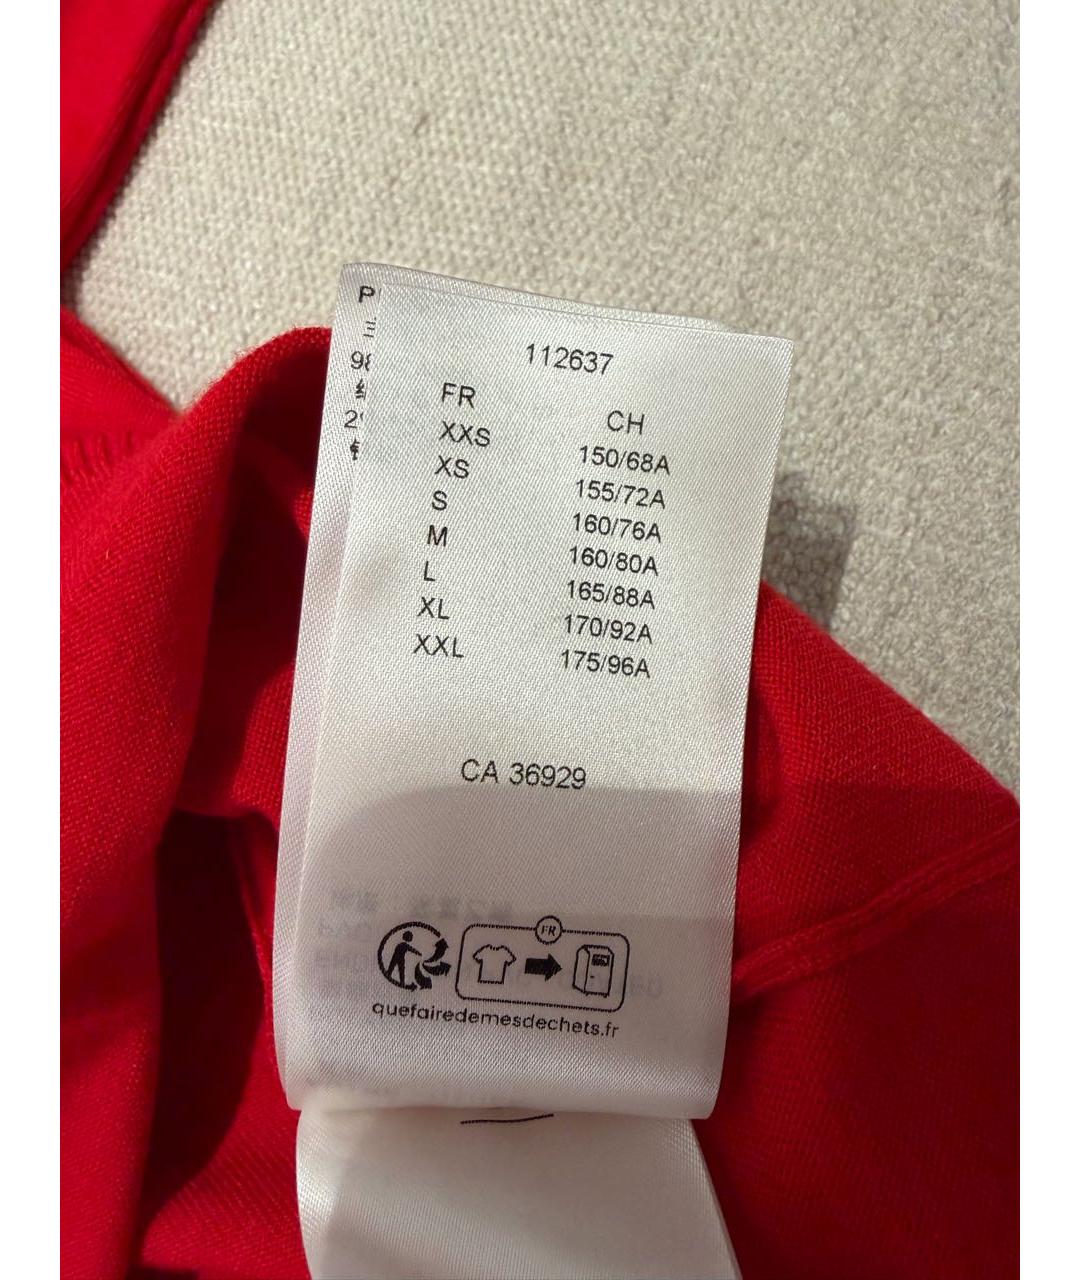 112637
FR CH
XXS 150/68A
XS 155/72A
S 160/76A
M 160/80A
L 165/88A
XL 170/92A
XXL 175/96A
CA 36929
FR
quefairedemesdechets.fr